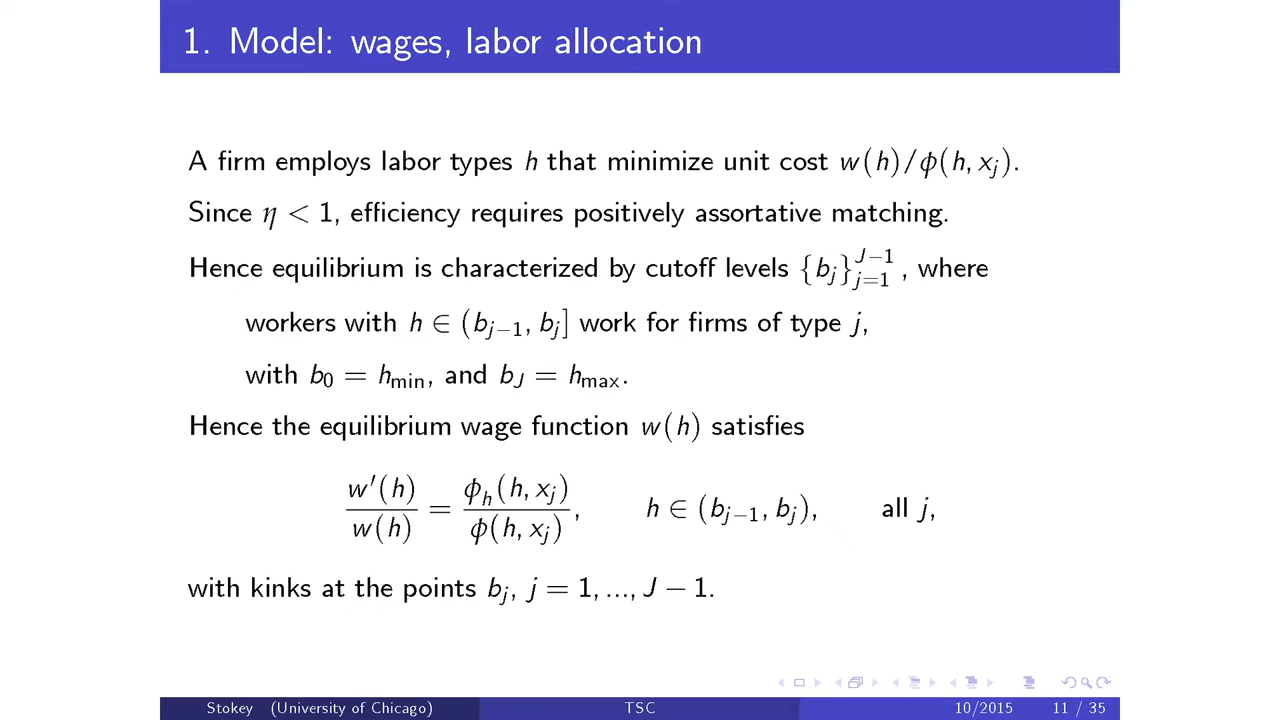 1. Model: wages, labor allocation
A firm employs labor types h that minimize unit cost w(h)/ϕ(h, x_j).
Since η < 1, efficiency requires positively assortative matching.
Hence equilibrium is characterized by cutoff levels {b_j}_{j=1}^{J−1} , where
workers with h ∈ (b_{j−1}, b_j] work for firms of type j,
with b_0 = h_min, and b_J = h_max.
Hence the equilibrium wage function w(h) satisfies
w′(h)/w(h) = ϕ_h(h, x_j)/ϕ(h, x_j), h ∈ (b_{j−1}, b_j), all j,
with kinks at the points b_j, j = 1, ..., J − 1.
Stokey (University of Chicago) TSC 10/2015 11 / 35